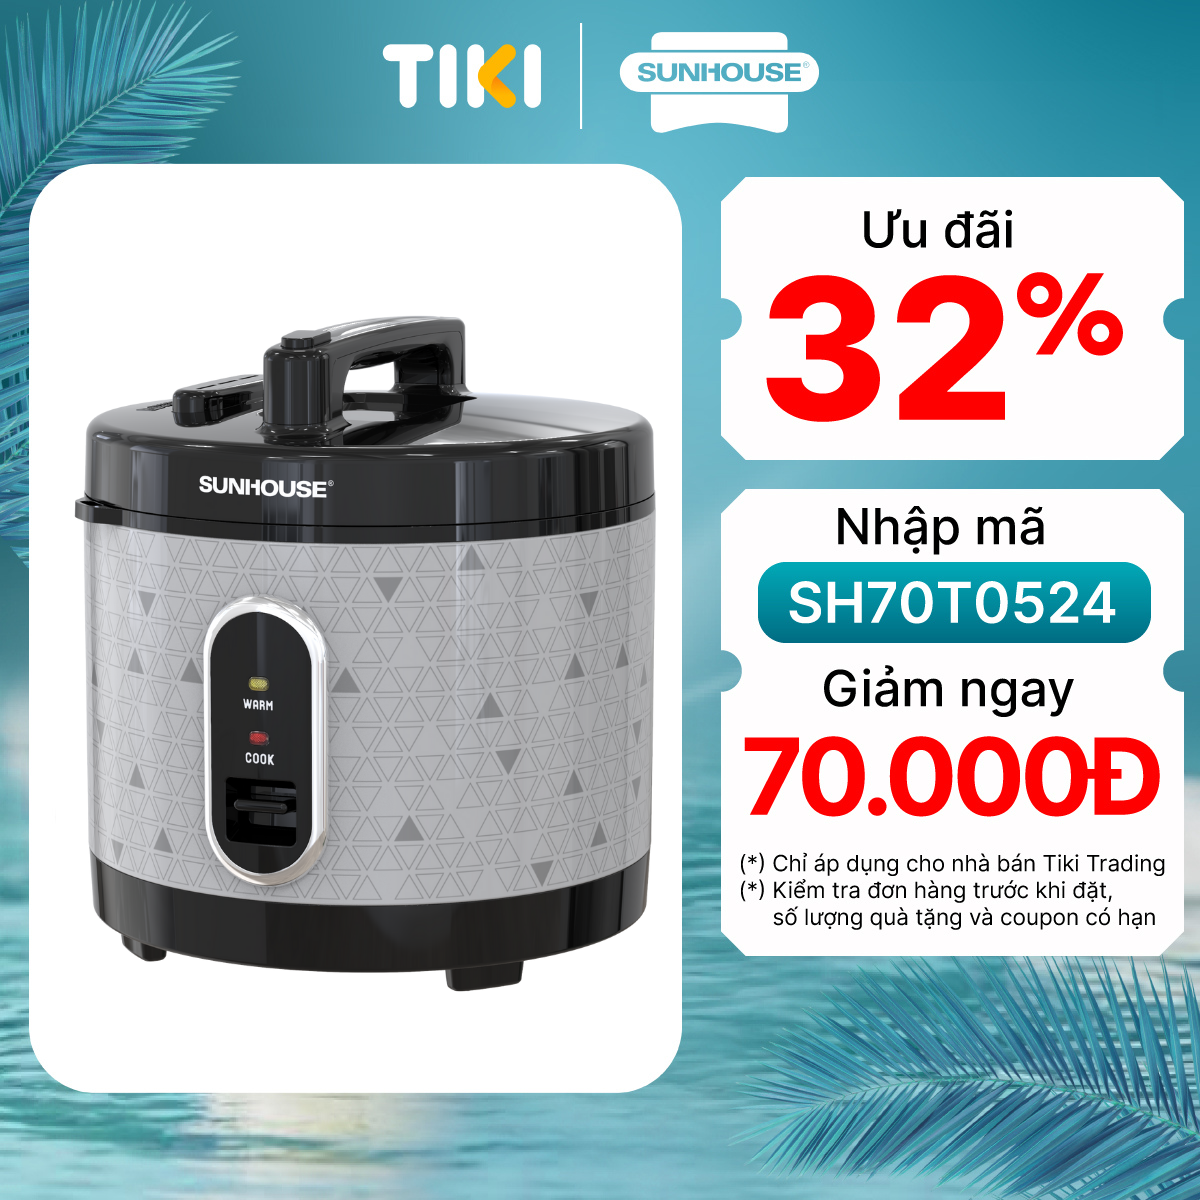 TIKI
SUNHOUSE®
Ưu đãi
32%
Nhập mã
SH70T0524
Giảm ngay
70.000Đ
(*) Chỉ áp dụng cho nhà bán Tiki Trading
(*) Kiểm tra đơn hàng trước khi đặt,
số lượng quà tặng và coupon có hạn
SUNHOUSE®
WARM
COOK